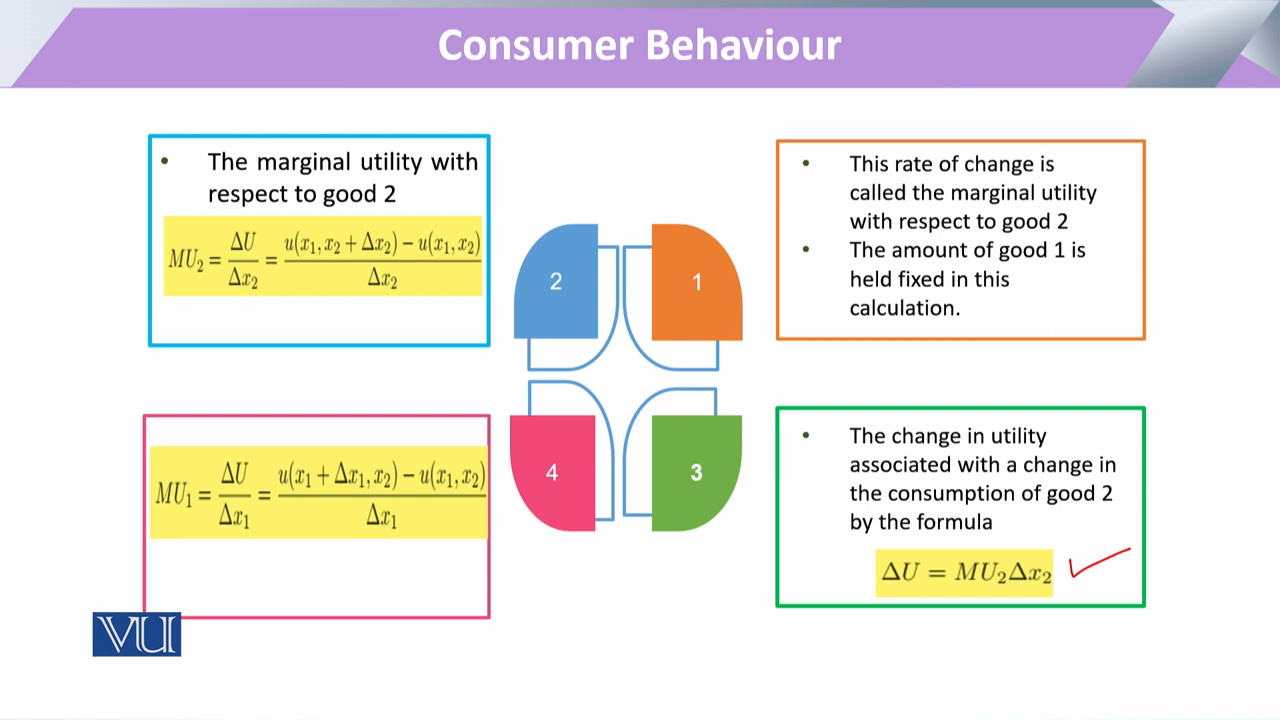 Consumer Behaviour
• The marginal utility with
respect to good 2
MU₂ = ΔU/Δx₂ = (u(x₁, x₂ + Δx₂) − u(x₁, x₂))/Δx₂
2
1
• This rate of change is
called the marginal utility
with respect to good 2
• The amount of good 1 is
held fixed in this
calculation.
MU₁ = ΔU/Δx₁ = (u(x₁ + Δx₁, x₂) − u(x₁, x₂))/Δx₁
4
3
• The change in utility
associated with a change in
the consumption of good 2
by the formula
ΔU = MU₂Δx₂
VU